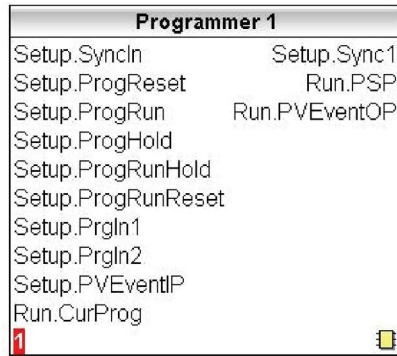 Programmer 1
Setup.SyncIn Setup.Sync1
Setup.ProgReset Run.PSP
Setup.ProgRun Run.PVEventOP
Setup.ProgHold
Setup.ProgRunHold
Setup.ProgRunReset
Setup.PrgIn1
Setup.PrgIn2
Setup.PVEventIP
Run.CurProg
1